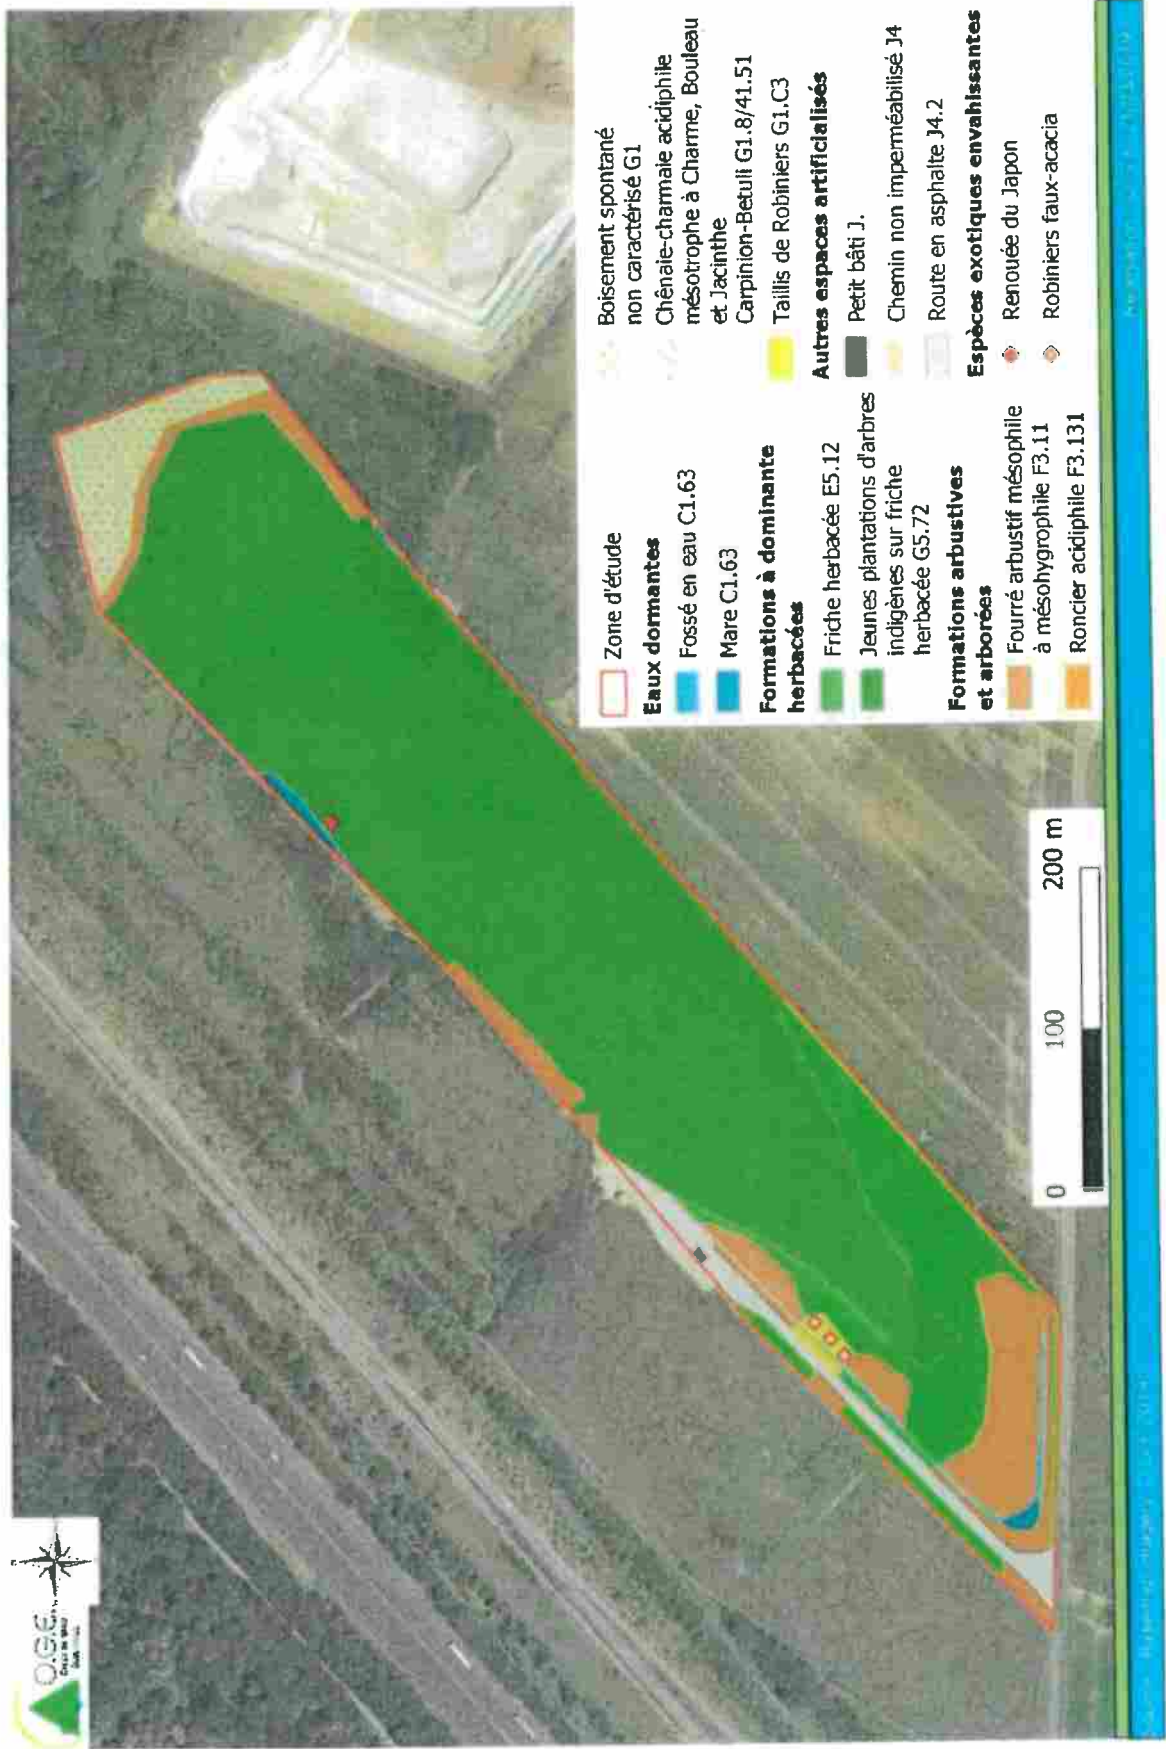 O.G.E.
Zone d'étude
Eaux dormantes
Fossé en eau C1.63
Mare C1.63
Formations à dominante
herbacées
Friche herbacée E5.12
Jeunes plantations d'arbres
indigènes sur friche
herbacée G5.72
Formations arbustives
et arborées
Fourré arbustif mésophile
à mésohygrophile F3.11
Roncier acidiphile F3.131
Boisement spontané
non caractérisé G1
Chênaie-charmaie acidiphile
mésotrophe à Charme, Bouleau
et Jacinthe
Carpinion-Betuli G1.8/41.51
Taillis de Robiniers G1.C3
Autres espaces artificialisés
Petit bâti J.
Chemin non imperméabilisé J4
Route en asphalte J4.2
Espèces exotiques envahissantes
Renouée du Japon
Robiniers faux-acacia
0 100 200 m